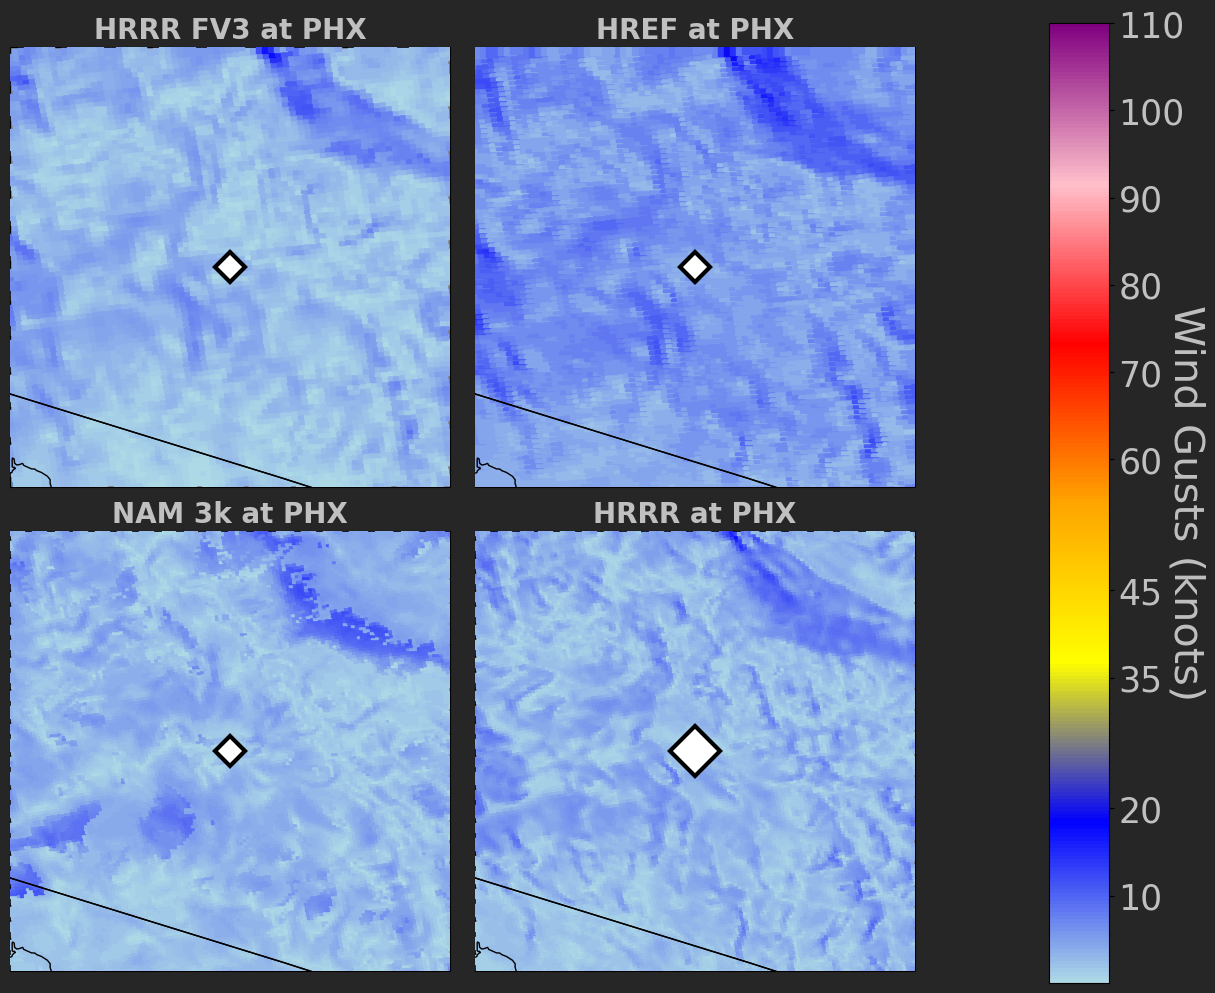 HRRR FV3 at PHX
HREF at PHX
NAM 3k at PHX
HRRR at PHX
110
100
90
80
70
60
45
35
20
10
Wind Gusts (knots)